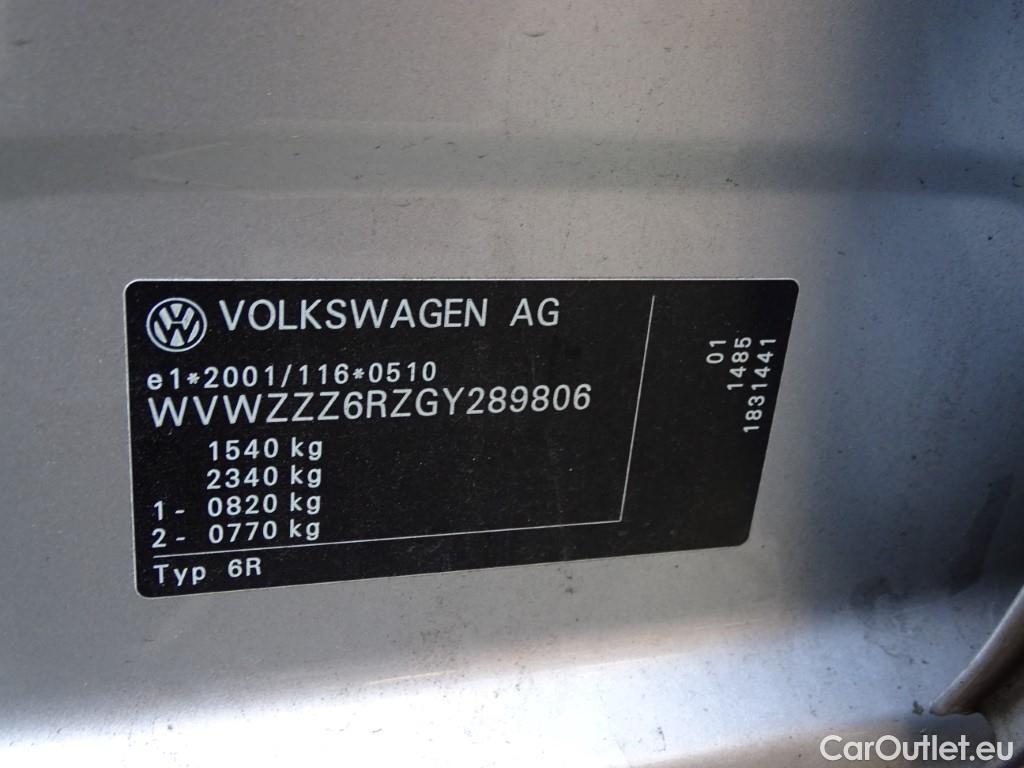 VOLKSWAGEN AG
e1*2001/116*0510
WVWZZZ6RZGY289806
1540 kg
2340 kg
1- 0820 kg
2- 0770 kg
Typ 6R
01
1485
1831441
CarOutlet.eu